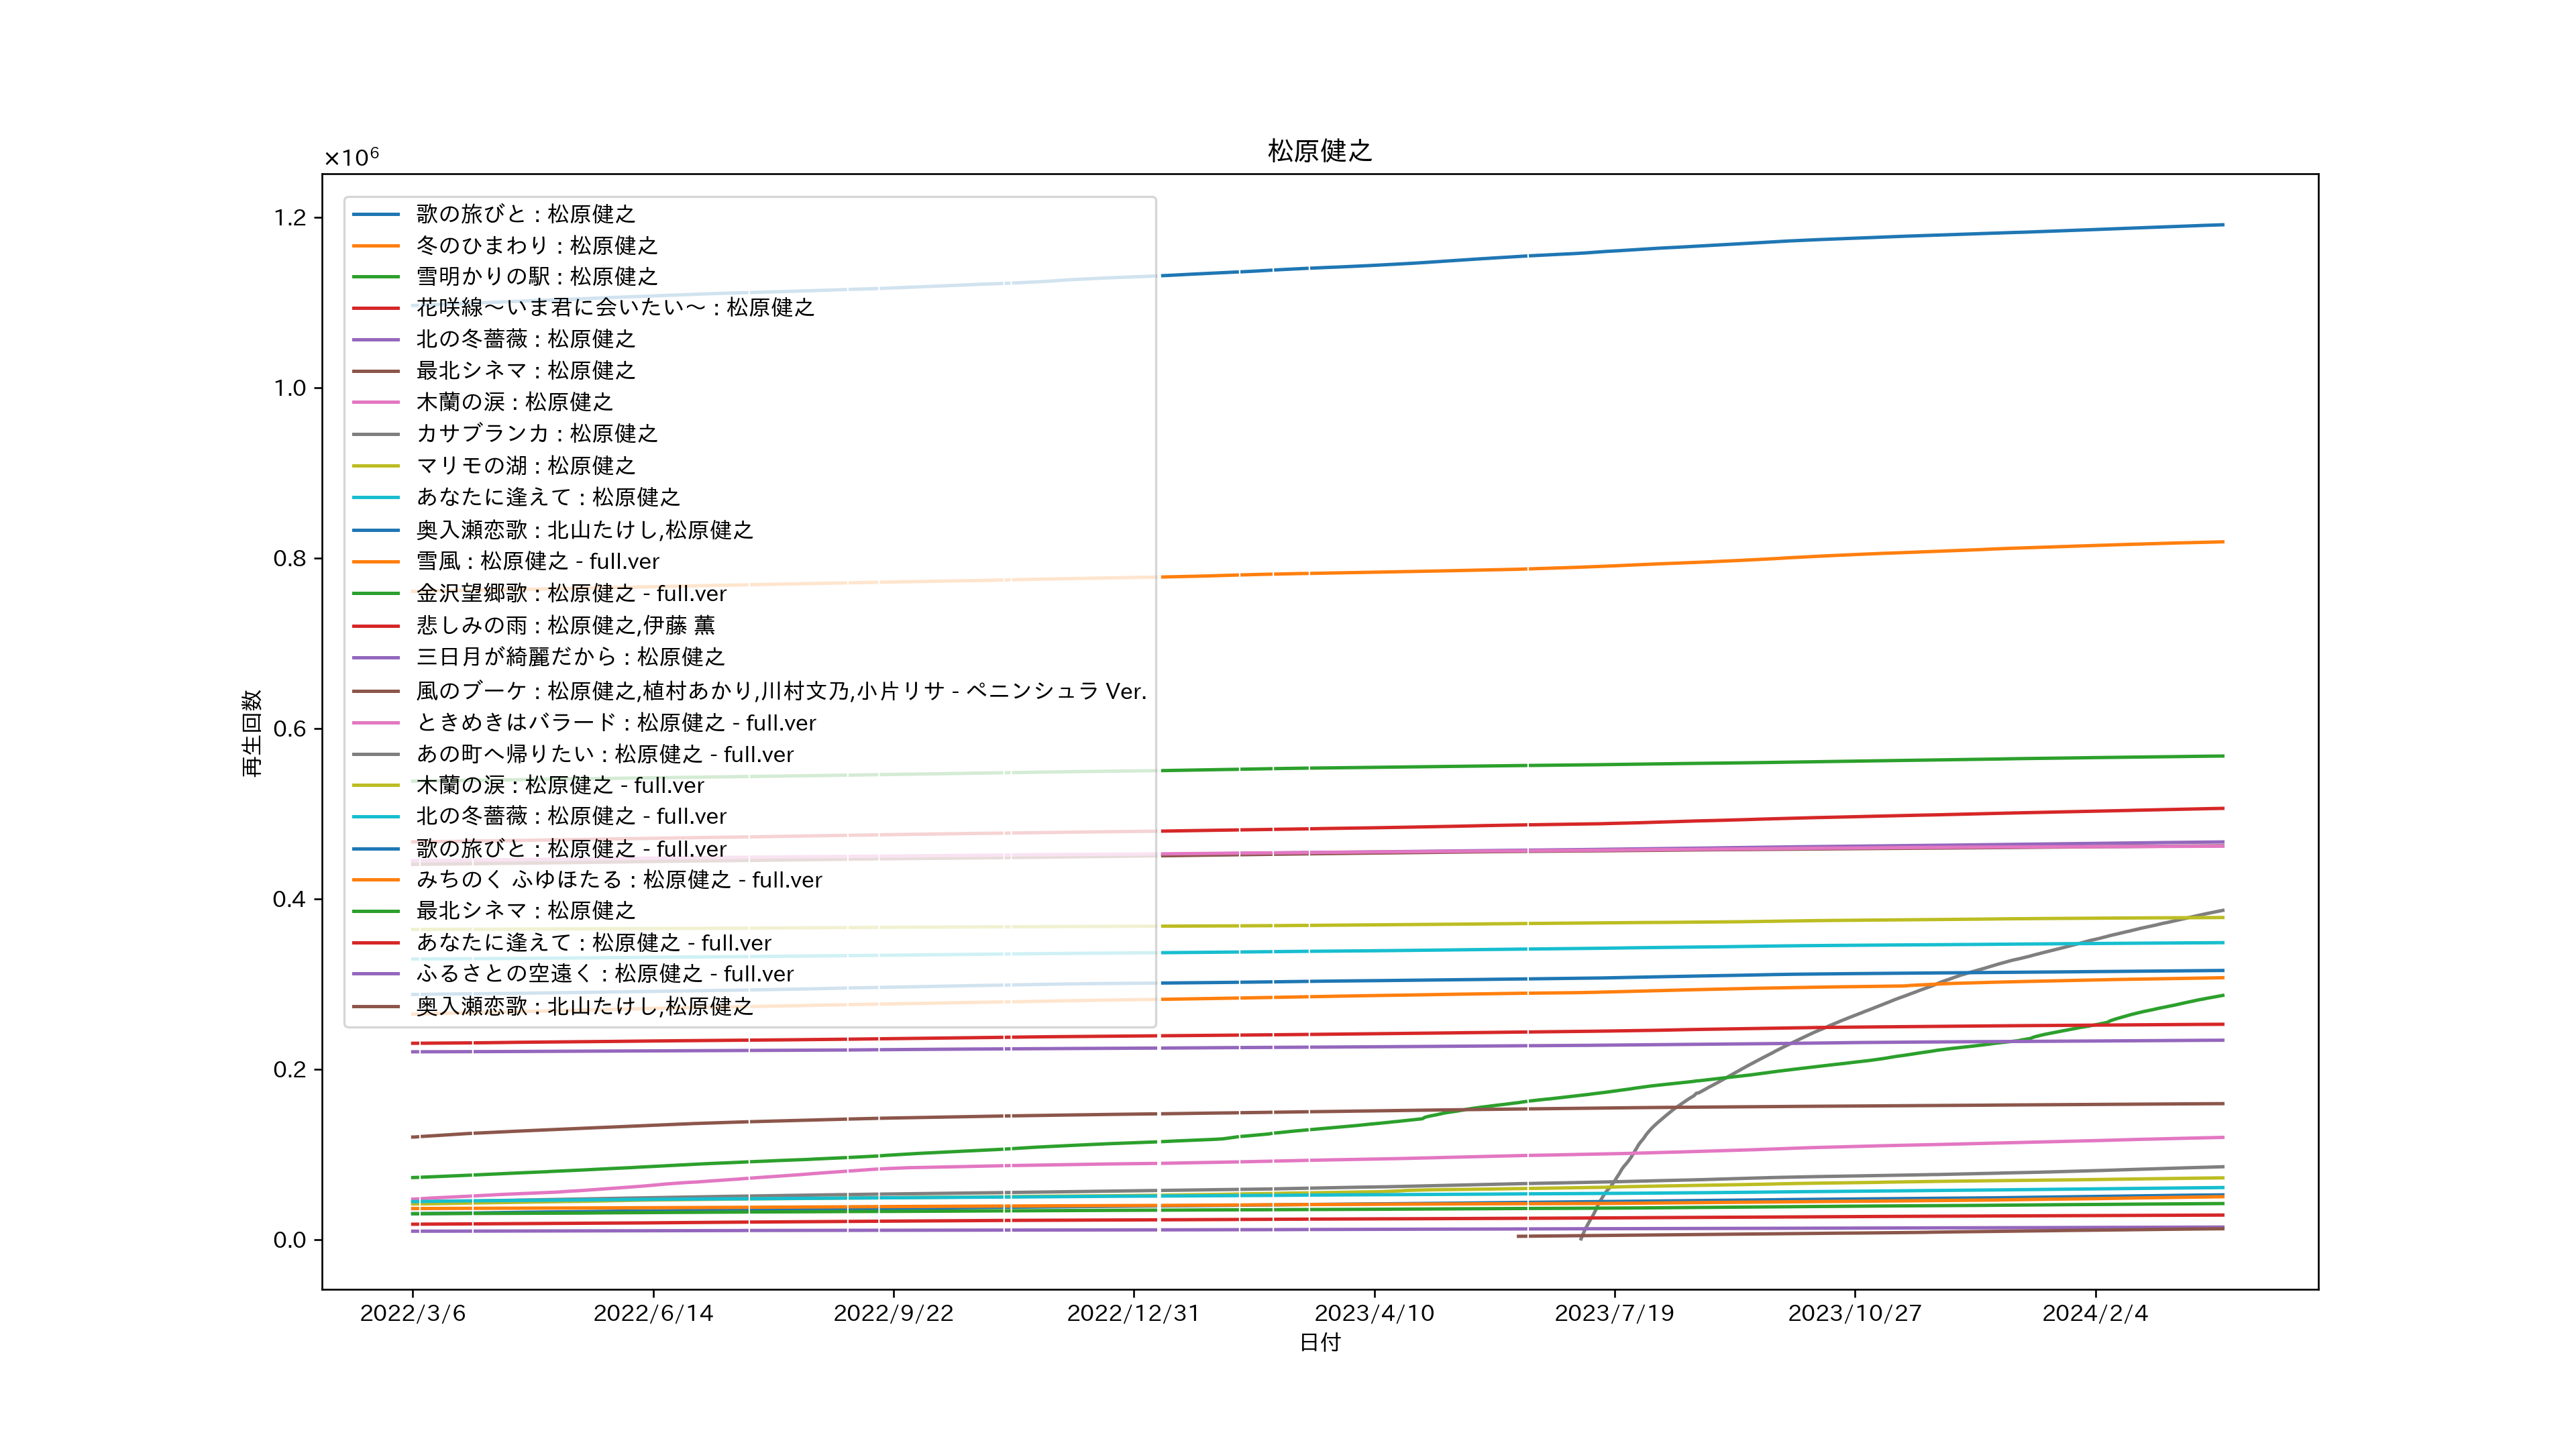 松原健之
×10⁶
1.2
1.0
0.8
0.6
0.4
0.2
0.0
再生回数
歌の旅びと : 松原健之
冬のひまわり : 松原健之
雪明かりの駅 : 松原健之
花咲線～いま君に会いたい～ : 松原健之
北の冬薔薇 : 松原健之
最北シネマ : 松原健之
木蘭の涙 : 松原健之
カサブランカ : 松原健之
マリモの湖 : 松原健之
あなたに逢えて : 松原健之
奥入瀬恋歌 : 北山たけし,松原健之
雪風 : 松原健之 - full.ver
金沢望郷歌 : 松原健之 - full.ver
悲しみの雨 : 松原健之,伊藤 薫
三日月が綺麗だから : 松原健之
風のブーケ : 松原健之,植村あかり,川村文乃,小片リサ - ペニンシュラ Ver.
ときめきはバラード : 松原健之 - full.ver
あの町へ帰りたい : 松原健之 - full.ver
木蘭の涙 : 松原健之 - full.ver
北の冬薔薇 : 松原健之 - full.ver
歌の旅びと : 松原健之 - full.ver
みちのく ふゆほたる : 松原健之 - full.ver
最北シネマ : 松原健之
あなたに逢えて : 松原健之 - full.ver
ふるさとの空遠く : 松原健之 - full.ver
奥入瀬恋歌 : 北山たけし,松原健之
2022/3/6 2022/6/14 2022/9/22 2022/12/31 2023/4/10 2023/7/19 2023/10/27 2024/2/4
日付